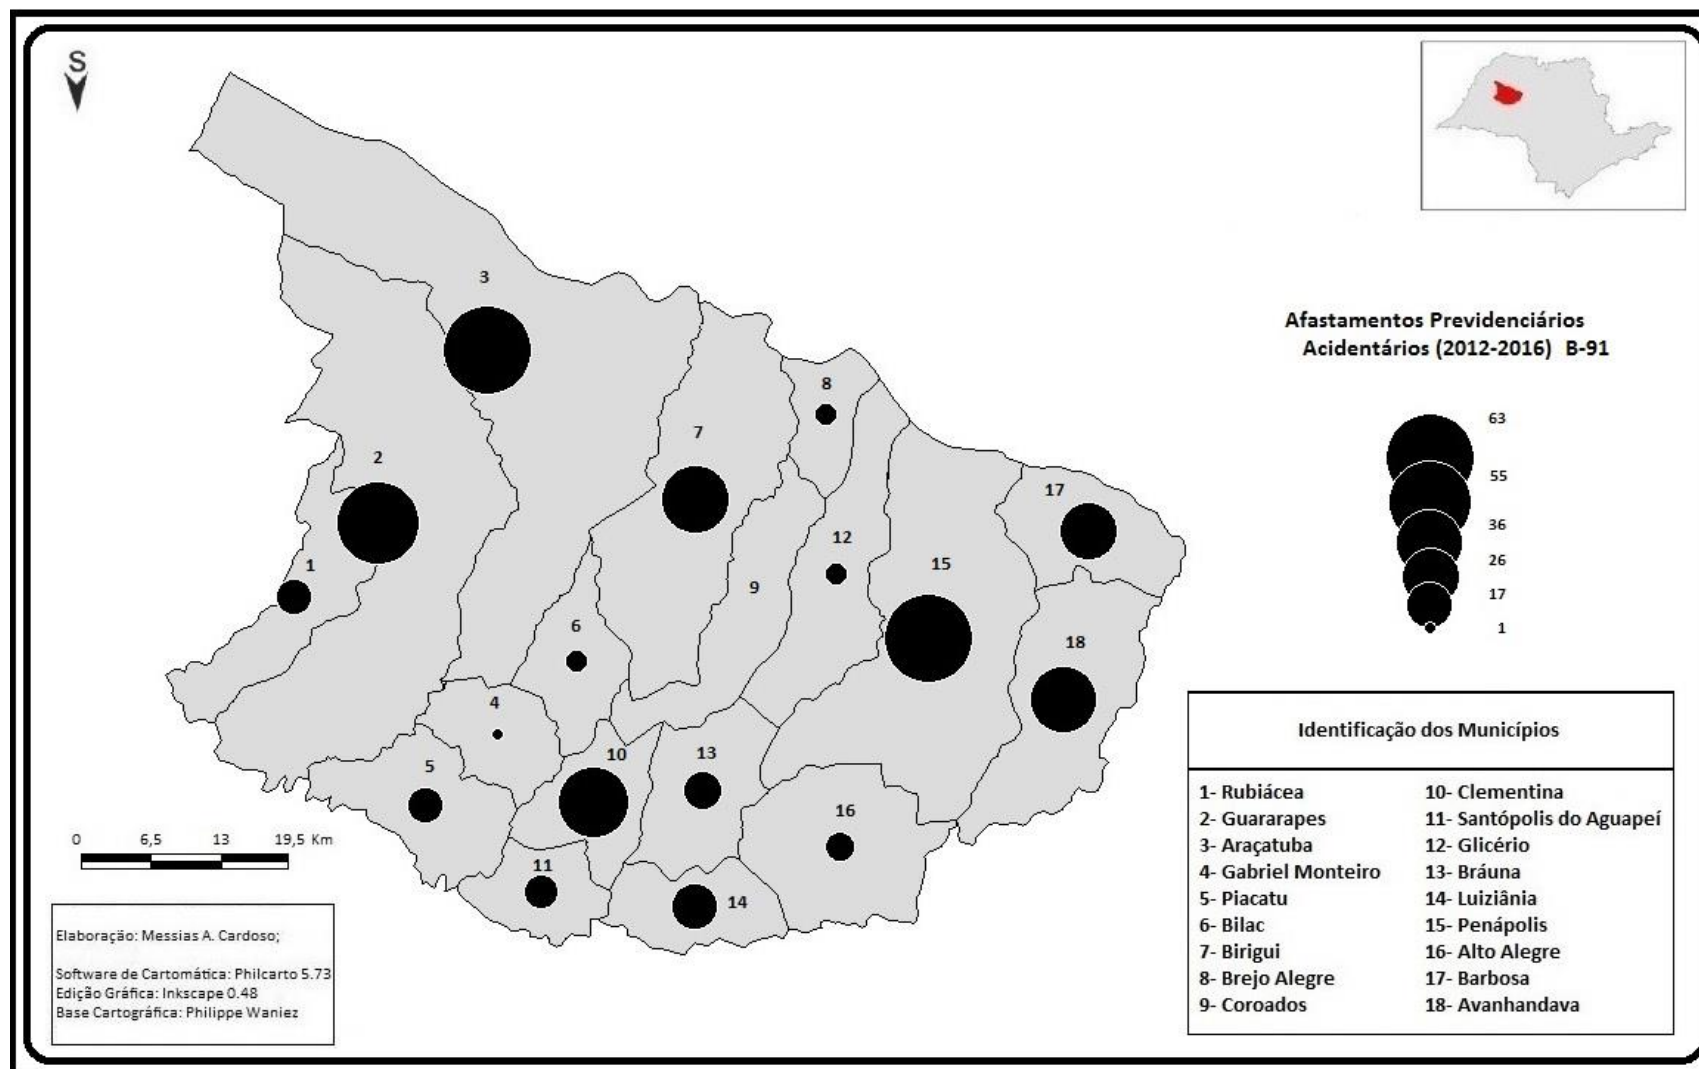 S
3
8
7
17
2
12
15
1
9
6
18
4
10
13
5
16
11
14
Afastamentos Previdenciários
Acidentários (2012-2016) B-91
63
55
36
26
17
1
0 6,5 13 19,5 Km
Elaboração: Messias A. Cardoso;
Software de Cartomática: Philcarto 5.73
Edição Gráfica: Inkscape 0.48
Base Cartográfica: Philippe Waniez
Identificação dos Municípios
1- Rubiácea
2- Guararapes
3- Araçatuba
4- Gabriel Monteiro
5- Piacatu
6- Bilac
7- Birigui
8- Brejo Alegre
9- Coroados
10- Clementina
11- Santópolis do Aguapeí
12- Glicério
13- Bráuna
14- Luiziânia
15- Penápolis
16- Alto Alegre
17- Barbosa
18- Avanhandava